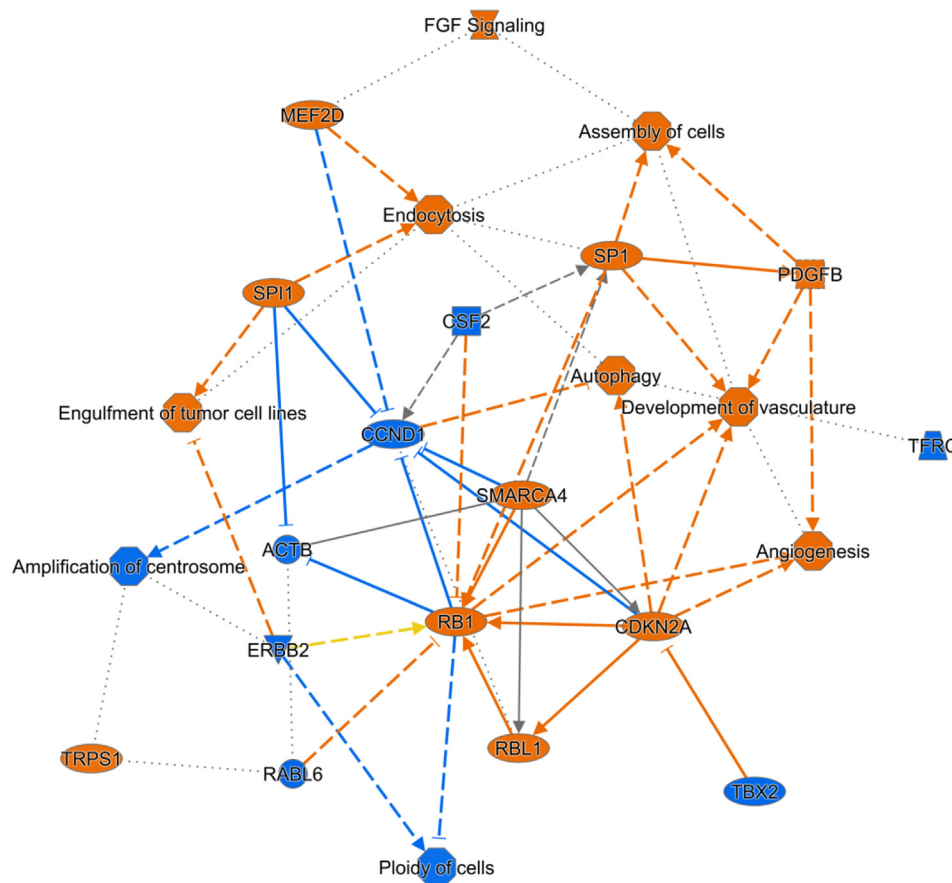 FGF Signaling
MEF2D
Assembly of cells
Endocytosis
SP1
PDGFB
SPI1
CSF2
Autophagy
Engulfment of tumor cell lines
Development of vasculature
CCND1
TFRC
SMARCA4
ACTB
Angiogenesis
Amplification of centrosome
RB1
CDKN2A
ERBB2
RBL1
TRPS1
RABL6
TBX2
Ploidy of cells